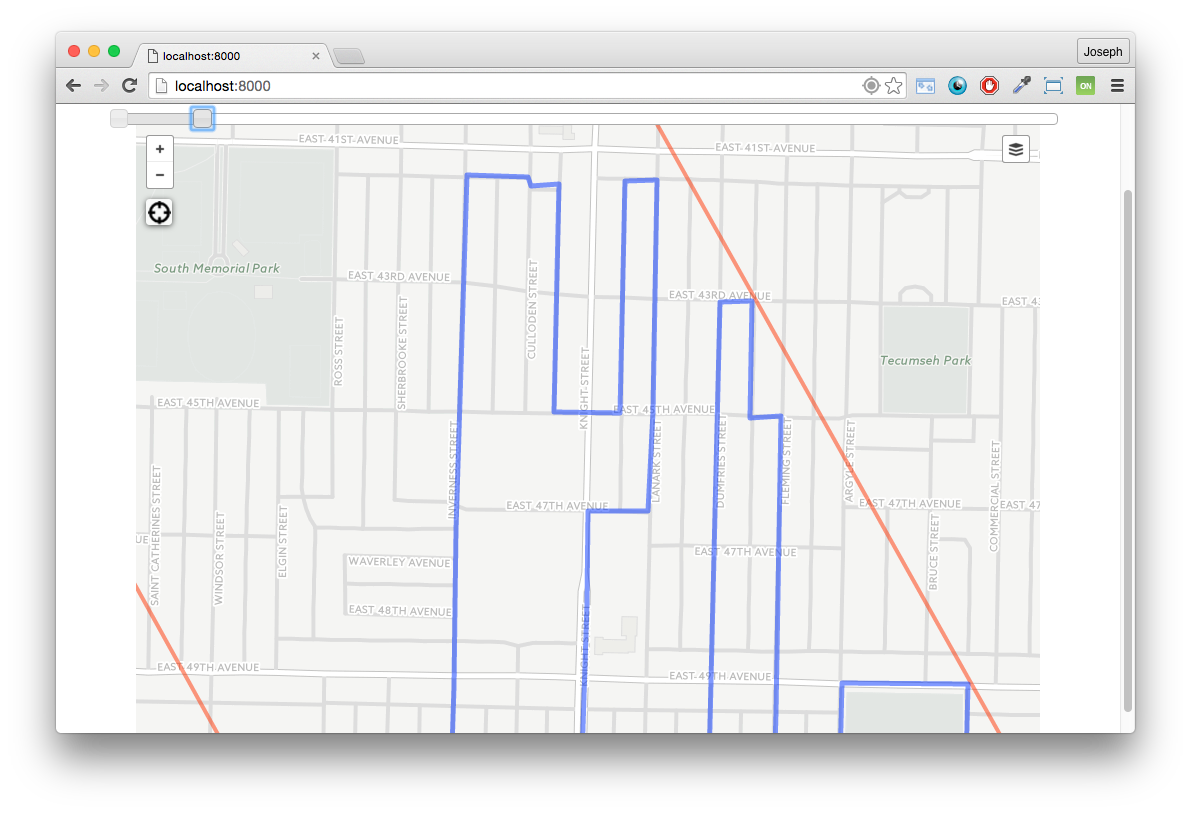 localhost:8000
Joseph
localhost:8000
ON
+
−
EAST 41ST AVENUE
EAST 41ST AVENUE
South Memorial Park
EAST 43RD AVENUE
CULLODEN STREET
EAST 43RD AVENUE
EAST 43
ROSS STREET
SHERBROOKE STREET
KNIGHT STREET
Tecumseh Park
EAST 45TH AVENUE
EAST 45TH AVENUE
INVERNESS STREET
LANARK STREET
DUMFRIES STREET
FLEMING STREET
ARGYLE STREET
COMMERCIAL STREET
SAINT CATHERINES STREET
WINDSOR STREET
ELGIN STREET
EAST 47TH AVENUE
EAST 47TH AVENUE
EAST 47
UE
EAST 47TH AVENUE
BRUCE STREET
WAVERLEY AVENUE
EAST 48TH AVENUE
KNIGHT STREET
EAST 49TH AVENUE
EAST 49TH AVENUE